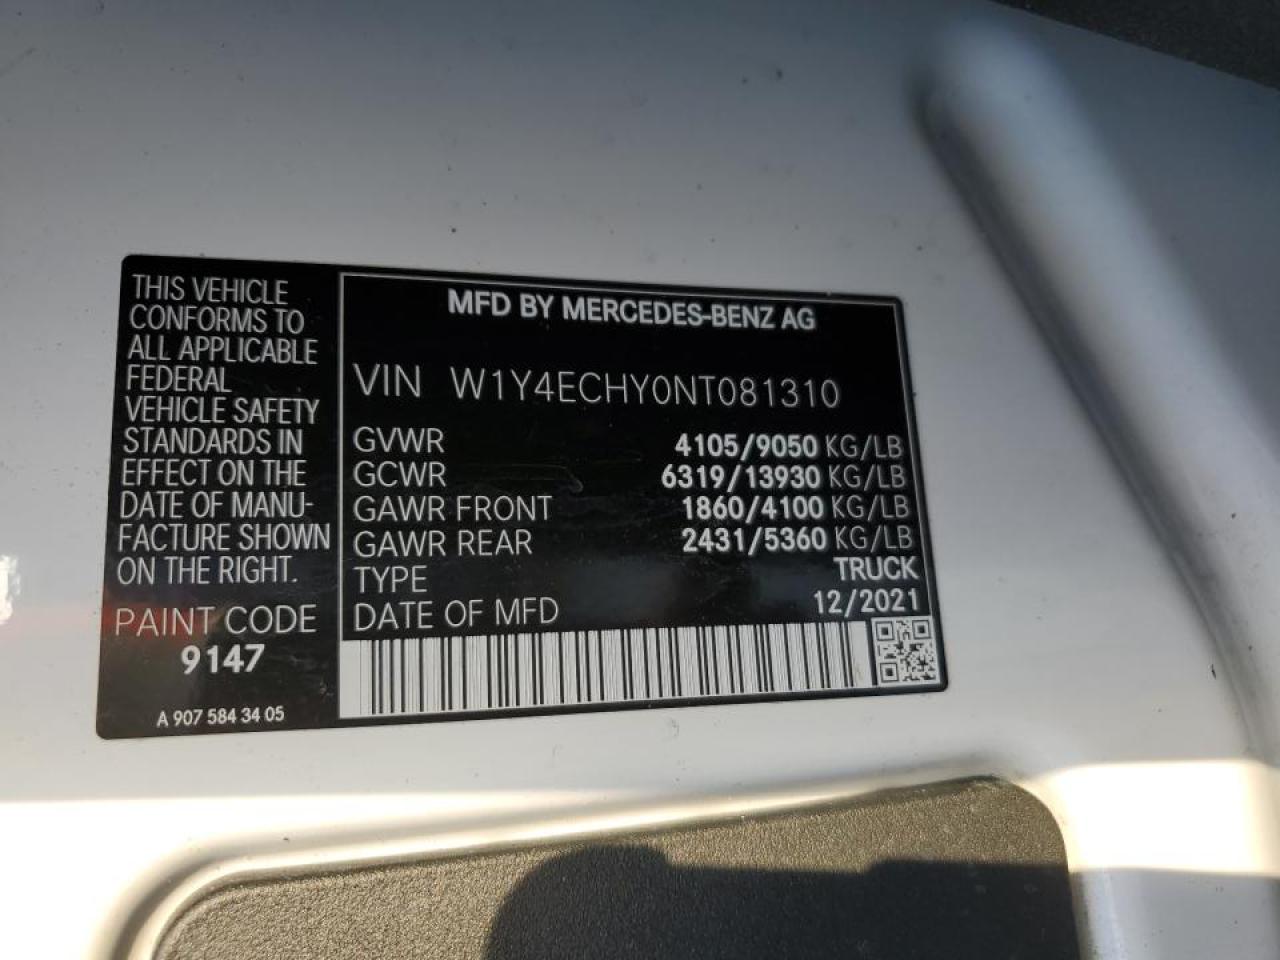 THIS VEHICLE
CONFORMS TO
ALL APPLICABLE
FEDERAL
VEHICLE SAFETY
STANDARDS IN
EFFECT ON THE
DATE OF MANU-
FACTURE SHOWN
ON THE RIGHT.
PAINT CODE
9147
A 907 584 34 05
MFD BY MERCEDES-BENZ AG
VIN W1Y4ECHY0NT081310
GVWR 4105/9050 KG/LB
GCWR 6319/13930 KG/LB
GAWR FRONT 1860/4100 KG/LB
GAWR REAR 2431/5360 KG/LB
TYPE TRUCK
DATE OF MFD 12/2021